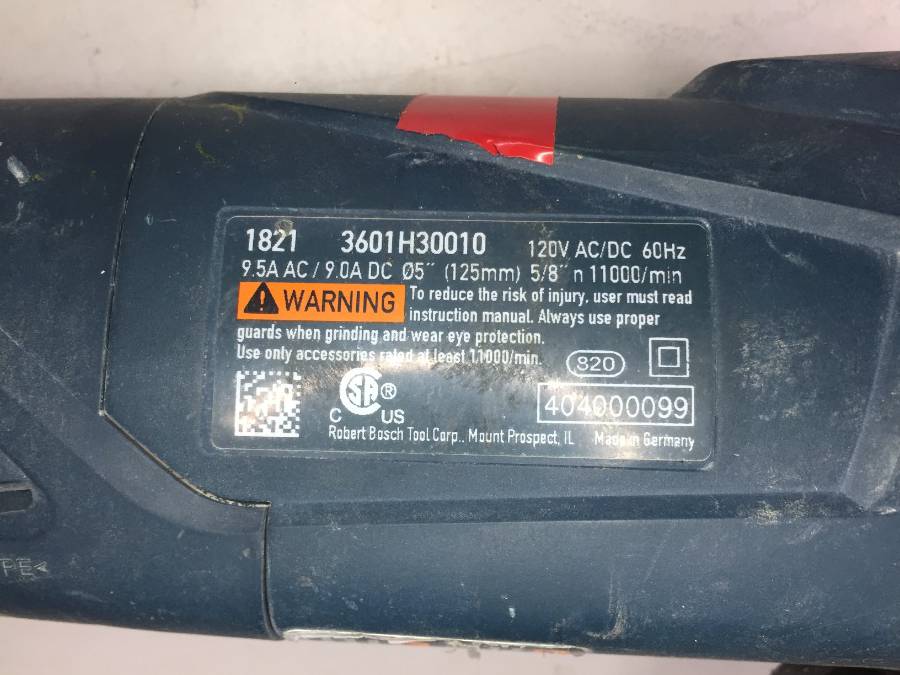 1821 3601H30010 120V AC/DC 60Hz
9.5A AC / 9.0A DC Ø5″ (125mm) 5/8″ n 11000/min
⚠ WARNING To reduce the risk of injury, user must read
instruction manual. Always use proper
guards when grinding and wear eye protection.
Use only accessories rated at least 11000/min.
820
C SA ® US
404000099
Robert Bosch Tool Corp., Mount Prospect, IL Made in Germany
PE<